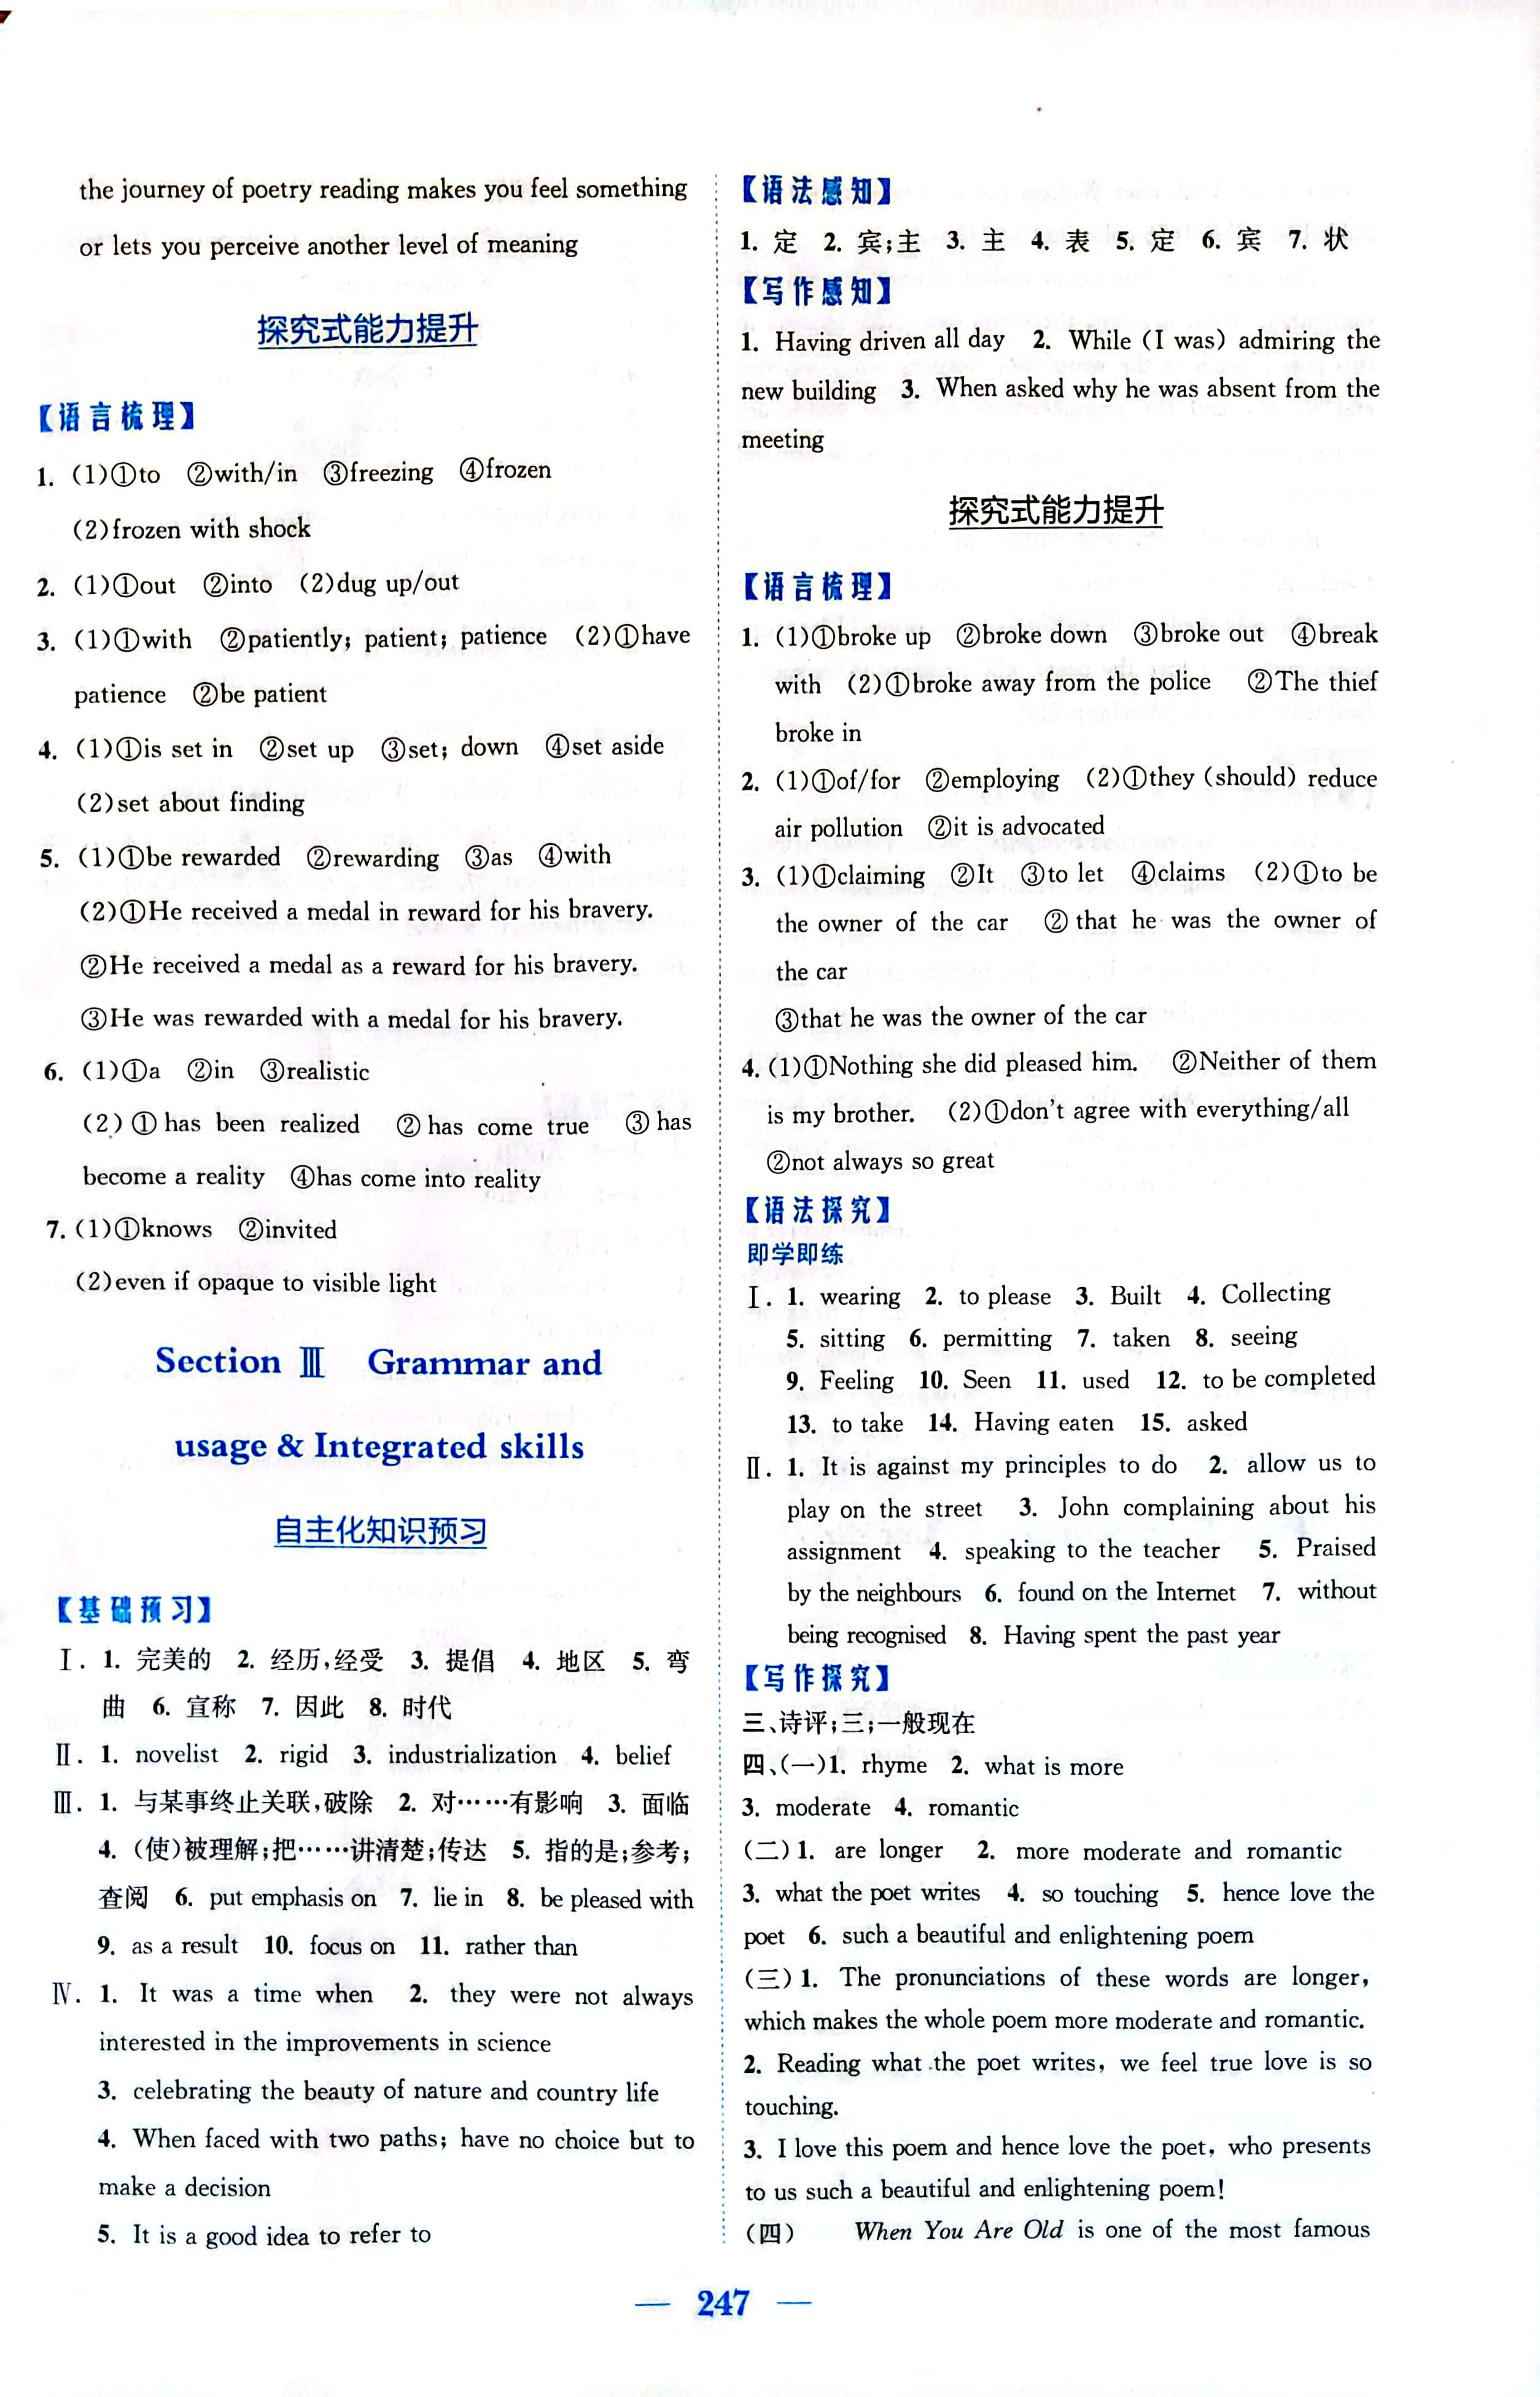 the journey of poetry reading makes you feel something
or lets you perceive another level of meaning
探究式能力提升
【语言梳理】
1. (1)①to ②with/in ③freezing ④frozen
(2)frozen with shock
2. (1)①out ②into (2)dug up/out
3. (1)①with ②patiently; patient; patience (2)①have
patience ②be patient
4. (1)①is set in ②set up ③set; down ④set aside
(2)set about finding
5. (1)①be rewarded ②rewarding ③as ④with
(2)①He received a medal in reward for his bravery.
②He received a medal as a reward for his bravery.
③He was rewarded with a medal for his bravery.
6. (1)①a ②in ③realistic
(2)①has been realized ②has come true ③has
become a reality ④has come into reality
7. (1)①knows ②invited
(2)even if opaque to visible light
Section Ⅲ Grammar and
usage & Integrated skills
自主化知识预习
【基础预习】
Ⅰ. 1. 完美的 2. 经历,经受 3. 提倡 4. 地区 5. 弯
曲 6. 宣称 7. 因此 8. 时代
Ⅱ. 1. novelist 2. rigid 3. industrialization 4. belief
Ⅲ. 1. 与某事终止关联,破除 2. 对……有影响 3. 面临
4. (使)被理解;把……讲清楚;传达 5. 指的是;参考;
查阅 6. put emphasis on 7. lie in 8. be pleased with
9. as a result 10. focus on 11. rather than
Ⅳ. 1. It was a time when 2. they were not always
interested in the improvements in science
3. celebrating the beauty of nature and country life
4. When faced with two paths; have no choice but to
make a decision
5. It is a good idea to refer to
【语法感知】
1. 定 2. 宾;主 3. 主 4. 表 5. 定 6. 宾 7. 状
【写作感知】
1. Having driven all day 2. While (I was) admiring the
new building 3. When asked why he was absent from the
meeting
探究式能力提升
【语言梳理】
1. (1)①broke up ②broke down ③broke out ④break
with (2)①broke away from the police ②The thief
broke in
2. (1)①of/for ②employing (2)①they (should) reduce
air pollution ②it is advocated
3. (1)①claiming ②It ③to let ④claims (2)①to be
the owner of the car ②that he was the owner of
the car
③that he was the owner of the car
4. (1)①Nothing she did pleased him. ②Neither of them
is my brother. (2)①don't agree with everything/all
②not always so great
【语法探究】
即学即练
Ⅰ. 1. wearing 2. to please 3. Built 4. Collecting
5. sitting 6. permitting 7. taken 8. seeing
9. Feeling 10. Seen 11. used 12. to be completed
13. to take 14. Having eaten 15. asked
Ⅱ. 1. It is against my principles to do 2. allow us to
play on the street 3. John complaining about his
assignment 4. speaking to the teacher 5. Praised
by the neighbours 6. found on the Internet 7. without
being recognised 8. Having spent the past year
【写作探究】
三、诗评;三;一般现在
四、(一)1. rhyme 2. what is more
3. moderate 4. romantic
(二)1. are longer 2. more moderate and romantic
3. what the poet writes 4. so touching 5. hence love the
poet 6. such a beautiful and enlightening poem
(三)1. The pronunciations of these words are longer,
which makes the whole poem more moderate and romantic.
2. Reading what the poet writes, we feel true love is so
touching.
3. I love this poem and hence love the poet, who presents
to us such a beautiful and enlightening poem!
(四) When You Are Old is one of the most famous
— 247 —